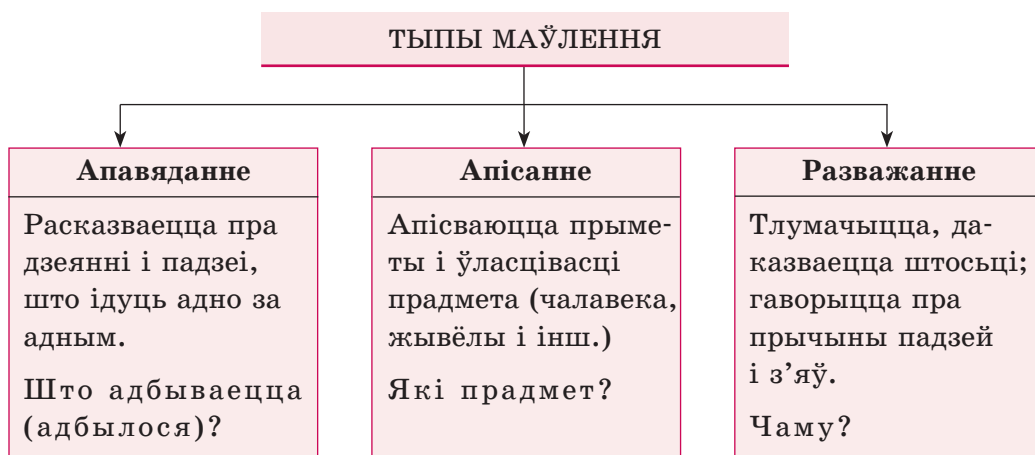 ТЫПЫ МАЎЛЕННЯ
Апавяданне
Расказваецца пра
дзеянні і падзеі,
што ідуць адно за
адным.
Што адбываецца
(адбылося)?
Апісанне
Апісваюцца прыме-
ты і ўласцівасці
прадмета (чалавека,
жывёлы і інш.)
Які прадмет?
Разважанне
Тлумачыцца, да-
казваецца штосьці;
гаворыцца пра
прычыны падзей
і з’яў.
Чаму?